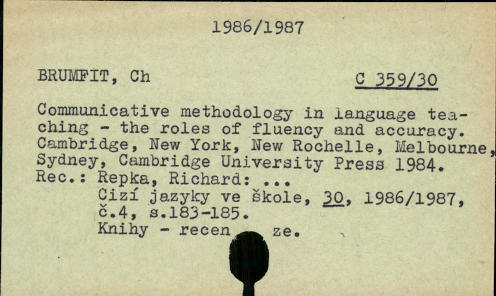 1986/1987
BRUMFIT, Ch C 359/30
Communicative methodology in language tea-
ching - the roles of fluency and accuracy.
Cambridge, New York, New Rochelle, Melbourne,
Sydney, Cambridge University Press 1984.
Rec.: Repka, Richard: ...
Cizí jazyky ve škole, 30, 1986/1987,
č.4, s.183-185.
Knihy - recen ze.